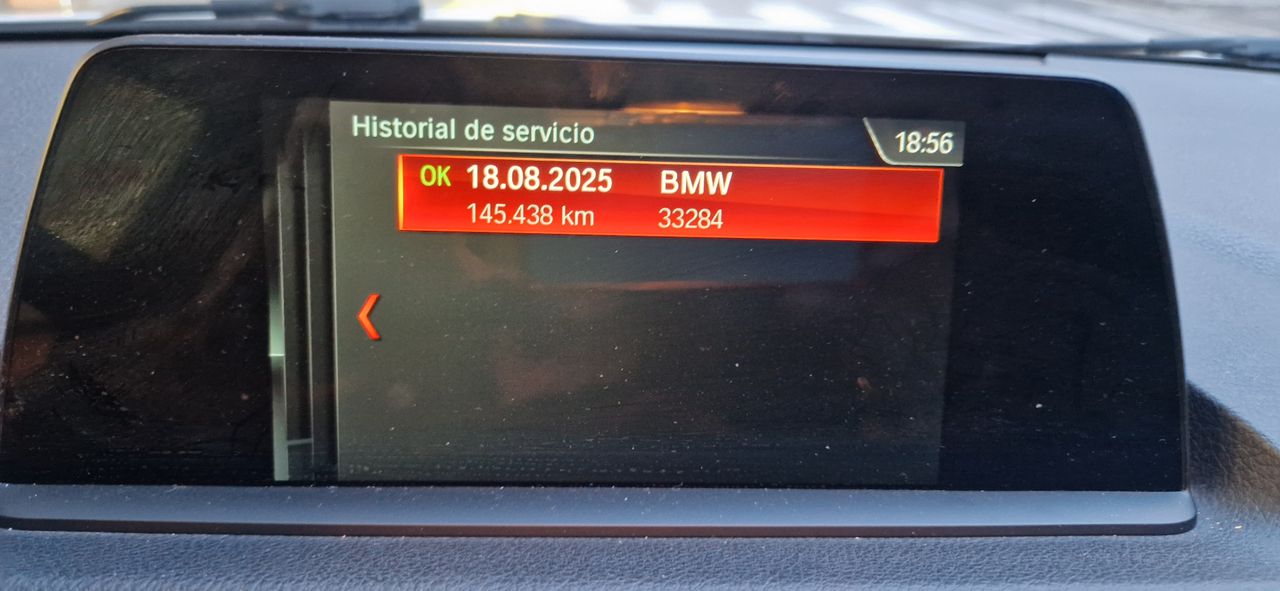 Historial de servicio
18:56
OK 18.08.2025 BMW
145.438 km 33284